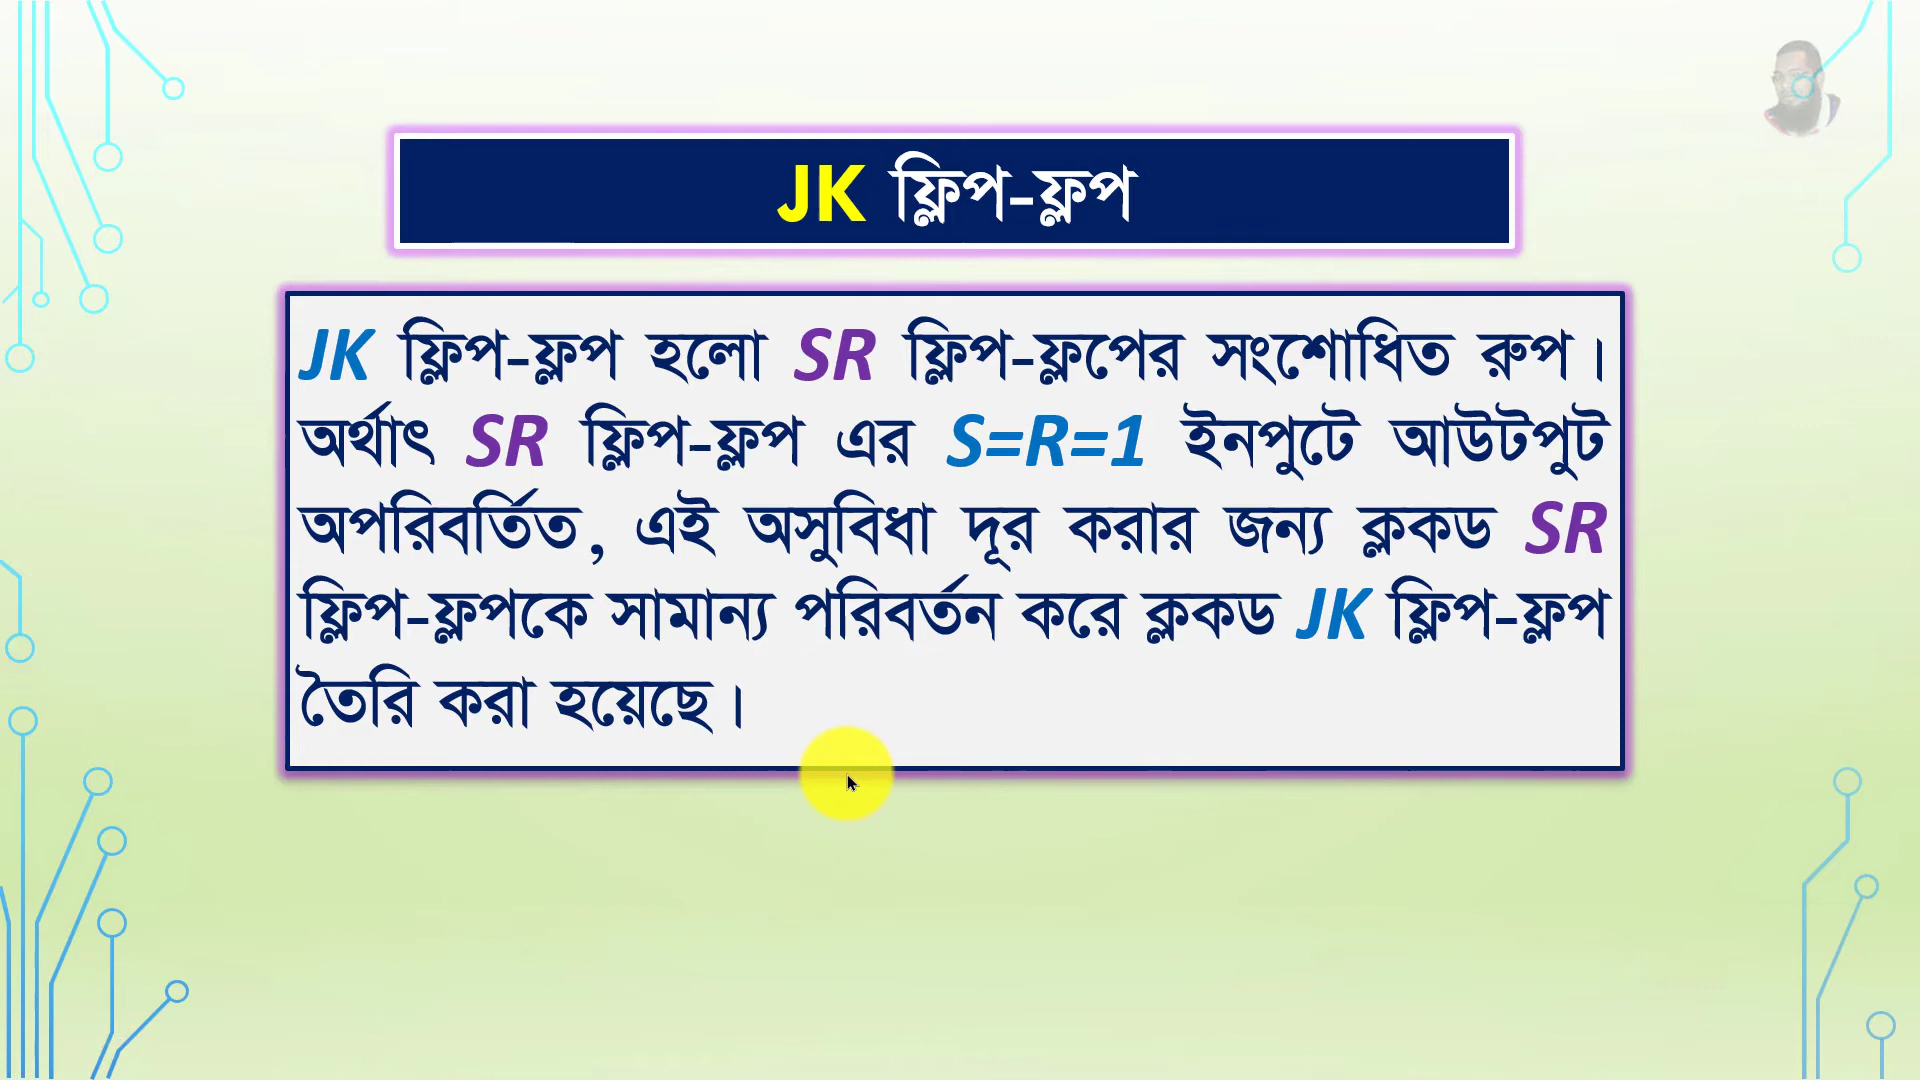 JK ফ্লিপ-ফ্লপ
JK ফ্লিপ-ফ্লপ হলো SR ফ্লিপ-ফ্লপের সংশোধিত রুপ।
অর্থাৎ SR ফ্লিপ-ফ্লপ এর S=R=1 ইনপুটে আউটপুট
অপরিবর্তিত, এই অসুবিধা দূর করার জন্য ক্লকড SR
ফ্লিপ-ফ্লপকে সামান্য পরিবর্তন করে ক্লকড JK ফ্লিপ-ফ্লপ
তৈরি করা হয়েছে।